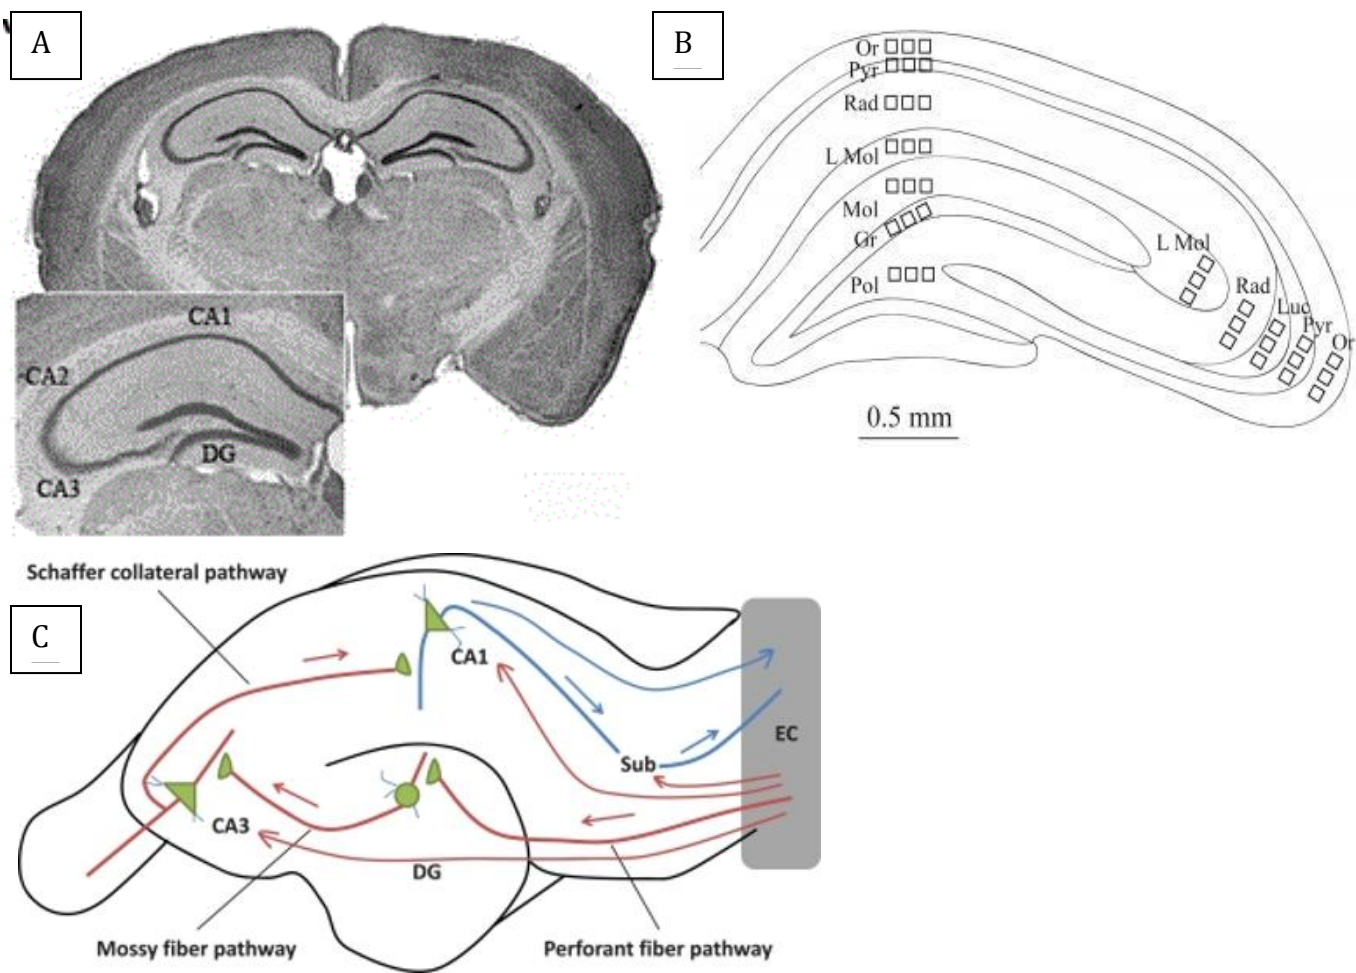 A
CA1
CA2
DG
CA3
B
Or
Pyr
Rad
L Mol
Mol
Gr
Pol
L Mol
Rad
Luc
Pyr
Or
0.5 mm
Schaffer collateral pathway
C
CA1
EC
Sub
CA3
DG
Mossy fiber pathway
Perforant fiber pathway